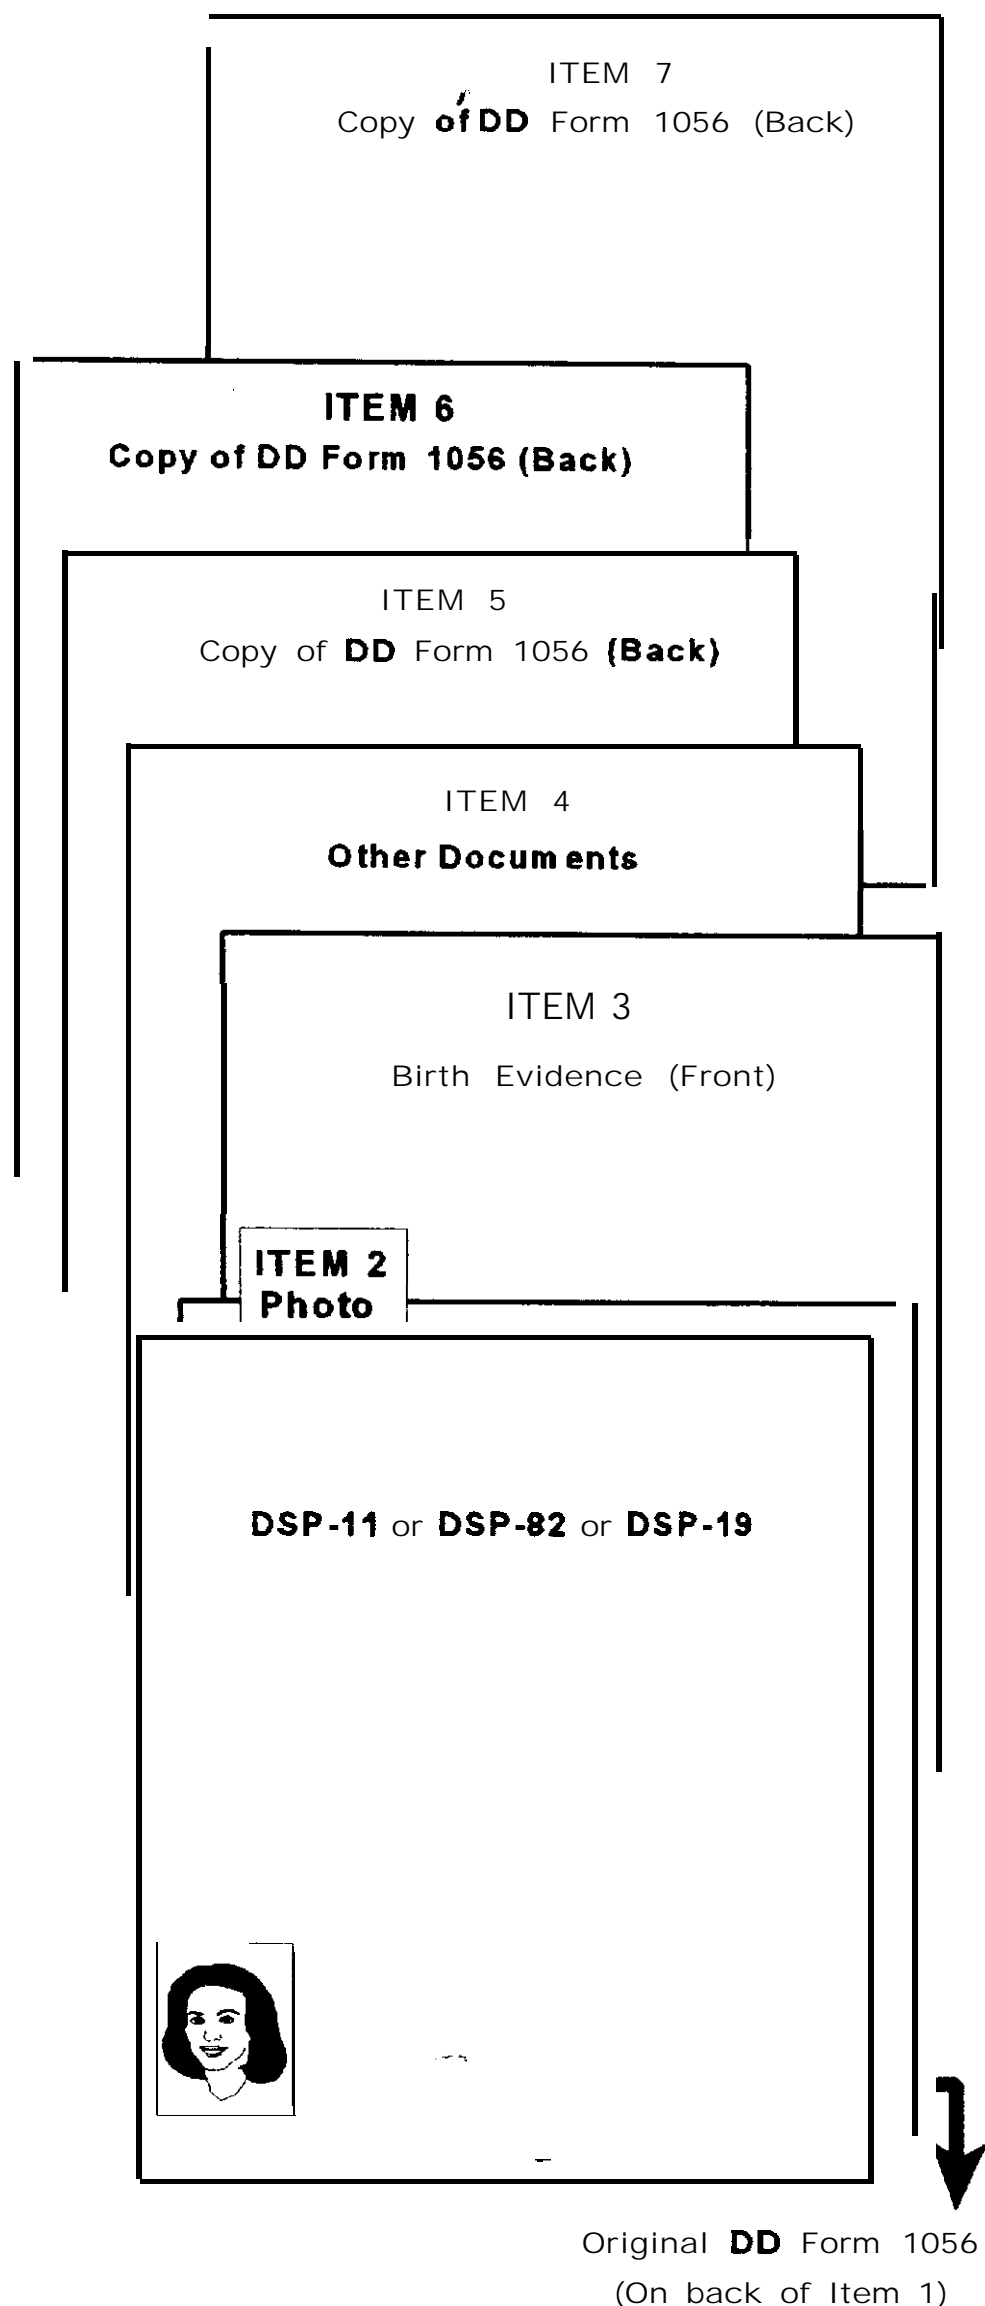 ITEM 7
Copy of DD Form 1056 (Back)
ITEM 6
Copy of DD Form 1056 (Back)
ITEM 5
Copy of DD Form 1056 (Back)
ITEM 4
Other Documents
ITEM 3
Birth Evidence (Front)
ITEM 2
Photo
DSP-11 or DSP-82 or DSP-19
Original DD Form 1056
(On back of Item 1)